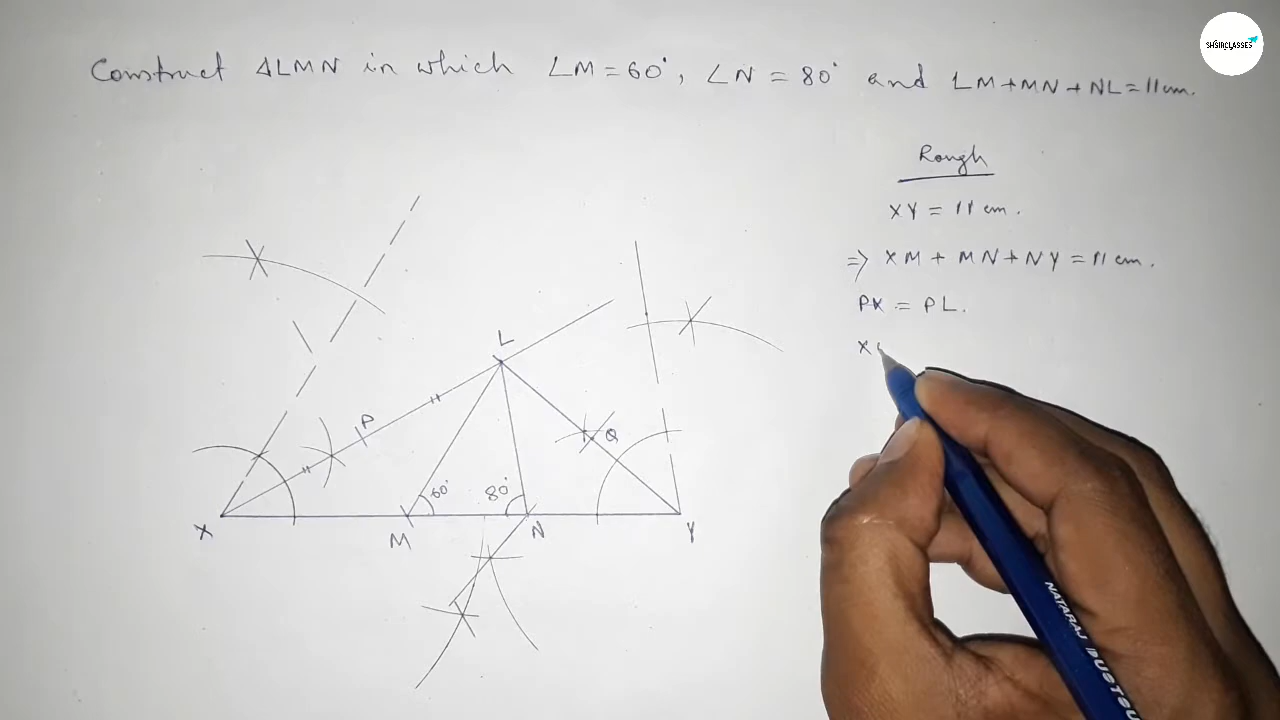 Construct ΔLMN in which ∠M = 60°, ∠N = 80° and LM+MN+NL=11cm.
SHSIRCLASSES
Rough
XY = 11 cm.
⇒ XM + MN + NY = 11 cm.
PX = PL.
X
L
P
Q
60°
80°
X
M
N
Y
NATARAJ